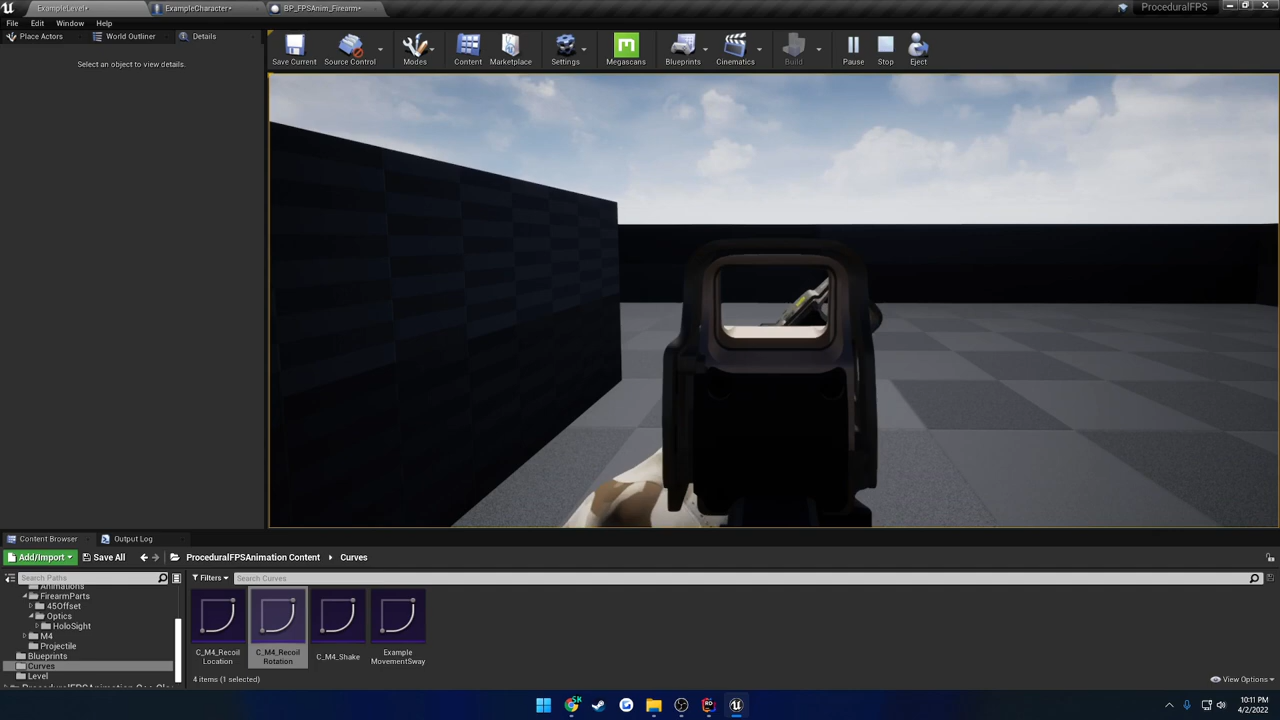 ExampleLevel•
ExampleCharacter•
BP_FPSAnim_Firearm•
ProceduralFPS
File Edit Window Help
Place Actors World Outliner Details
Select an object to view details.
Save Current Source Control Modes Content Marketplace Settings Megascans Blueprints Cinematics Build Pause Stop Eject
Content Browser Output Log
Add/Import Save All ProceduralFPSAnimation Content Curves
Search Paths
Filters Search Curves
Animations
FirearmParts
45Offset
Optics
HoloSight
M4
Projectile
Blueprints
Curves
Level
C_M4_Recoil
Location
C_M4_Recoil
Rotation
C_M4_Shake
Example
MovementSway
4 items (1 selected)
View Options
10:11 PM
4/2/2022